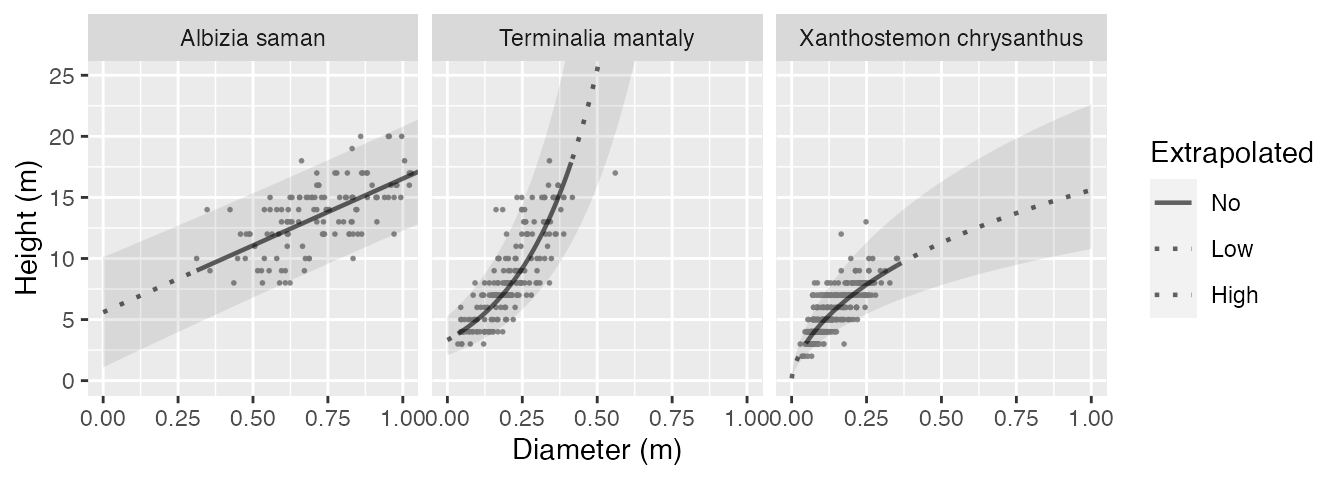 Albizia saman
Terminalia mantaly
Xanthostemon chrysanthus
25
20
15
10
5
0
Height (m)
0.00 0.25 0.50 0.75 1.00
0.00 0.25 0.50 0.75 1.00
0.00 0.25 0.50 0.75 1.00
Diameter (m)
Extrapolated
No
Low
High